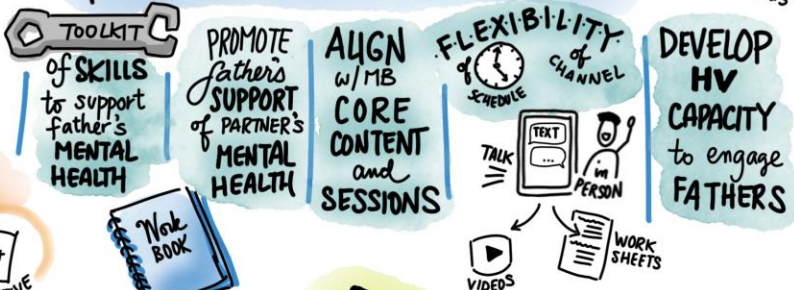 TOOLKIT
of SKILLS
to support
father's
MENTAL
HEALTH
PROMOTE
father's
SUPPORT
of PARTNER'S
MENTAL
HEALTH
ALIGN
w/MB
CORE
CONTENT
and
SESSIONS
FLEXIBILITY
of
SCHEDULE
of
CHANNEL
TALK
TEXT
...
in
PERSON
VIDEOS
WORK
SHEETS
DEVELOP
HV
CAPACITY
to engage
FATHERS
Work
BOOK